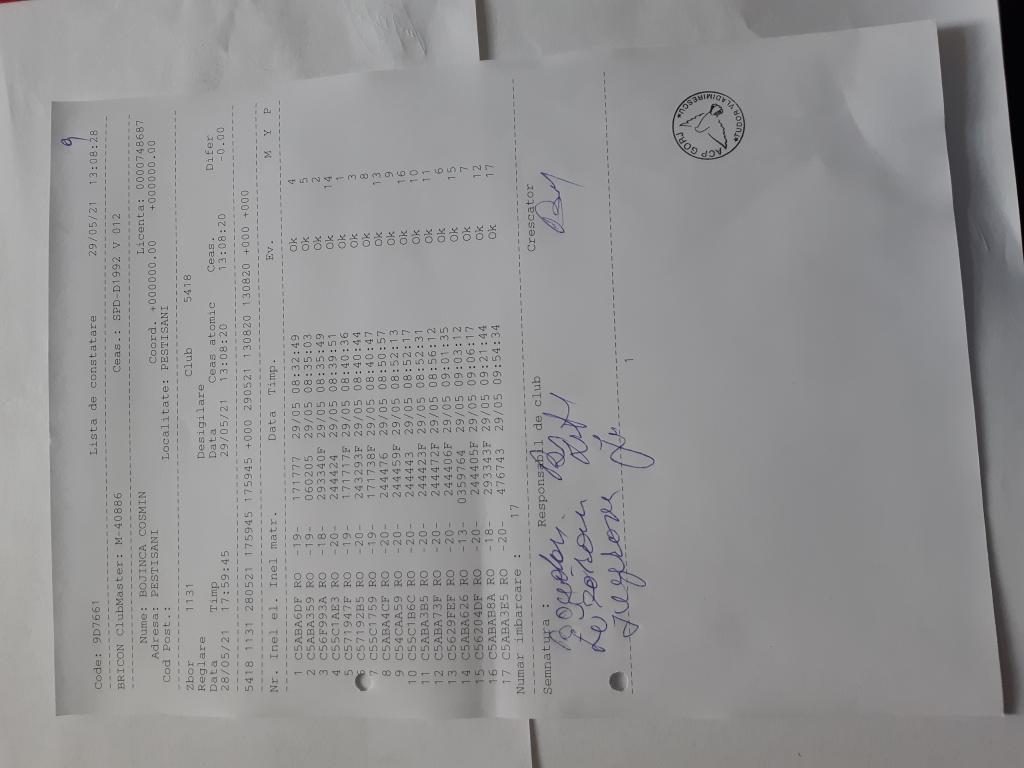 9
Code: 9D7661 Lista de constatare 29/05/21 13:08:28
BRICON ClubMaster: M-40886 Ceas.: SPD-D1992 V 012
Nume: BOJINCA COSMIN Licenta: 0000748687
Adresa: PESTISANI Coord. +000000.00 +000000.00
Cod Post.: Localitate: PESTISANI
Zbor 1131 Club 5418
Reglare Desigilare
Data Timp Data Ceas atomic Ceas. Difer
28/05/21 17:59:45 29/05/21 13:08:20 13:08:20 -0.00
5418 1131 280521 175945 175945 +000 290521 130820 130820 +000 +000
Nr. Inel el. Inel matr. Data Timp. Ev. M Y P
1 C5ABA6DF RO -19- 171777 29/05 08:32:49 Ok 4
2 C5ABA359 RO -19- 060205 29/05 08:35:03 Ok 5
3 C56F993A RO -18- 293340F 29/05 08:35:49 Ok 2
4 C55C1AE3 RO -20- 244424 29/05 08:39:51 Ok 14
5 C571947F RO -19- 171717F 29/05 08:40:36 Ok 1
6 C57192B5 RO -20- 243293F 29/05 08:40:44 Ok 3
7 C55C1759 RO -19- 171738F 29/05 08:40:47 Ok 8
8 C5ABA4CF RO -20- 244476 29/05 08:50:57 Ok 13
9 C54CAA59 RO -20- 244459F 29/05 08:52:13 Ok 9
10 C55C1B6C RO -20- 244443 29/05 08:52:17 Ok 16
11 C5ABA3B5 RO -20- 244423F 29/05 08:52:31 Ok 10
12 C5ABA73F RO -20- 244472F 29/05 08:56:12 Ok 11
13 C5629FEF RO -20- 244406F 29/05 09:01:35 Ok 6
14 C5ABA626 RO -13- 0359764 29/05 09:03:12 Ok 15
15 C56204DF RO -20- 244405F 29/05 09:06:17 Ok 7
16 C5ABAB8A RO -18- 293343F 29/05 09:21:44 Ok 12
17 C5ABA3E5 RO -20- 476743 29/05 09:54:34 Ok 17
Numar imbarcare : 17
Semnatura : Responsabil de club Crescator
1
ACP GORJ
*TUDOR VLADIMIRESCU*